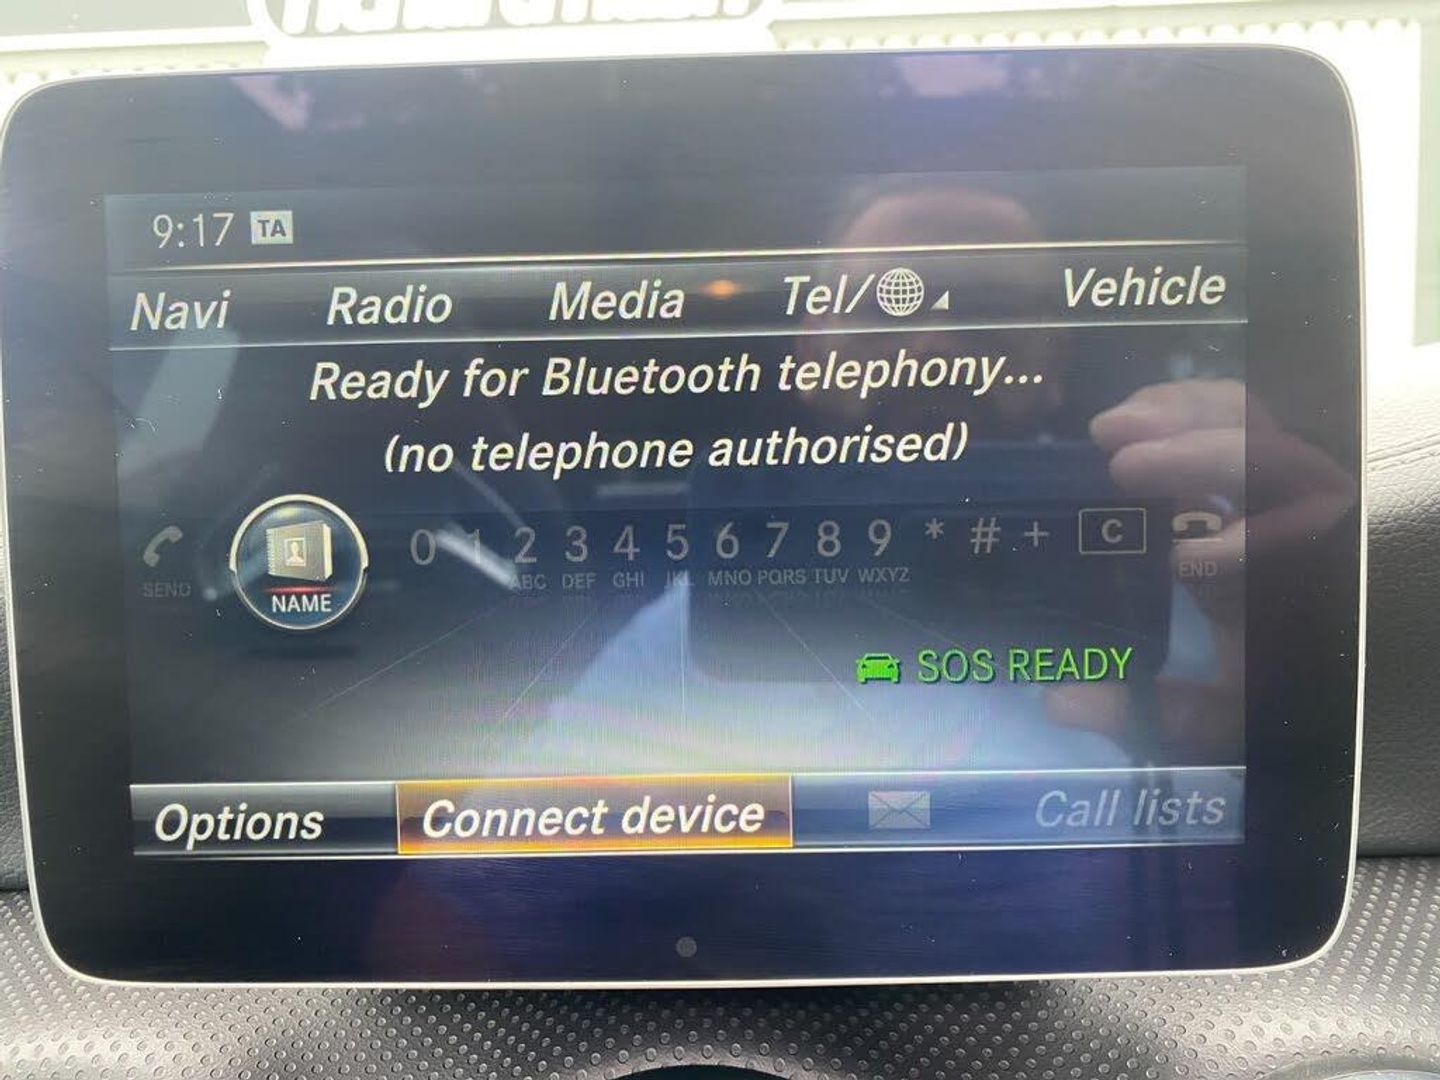 9:17 TA
Navi Radio Media Tel/ Vehicle
Ready for Bluetooth telephony...
(no telephone authorised)
0 1 2 3 4 5 6 7 8 9 * # + C
SEND NAME ABC DEF GHI JKL MNO PQRS TUV WXYZ END
SOS READY
Options Connect device Call lists